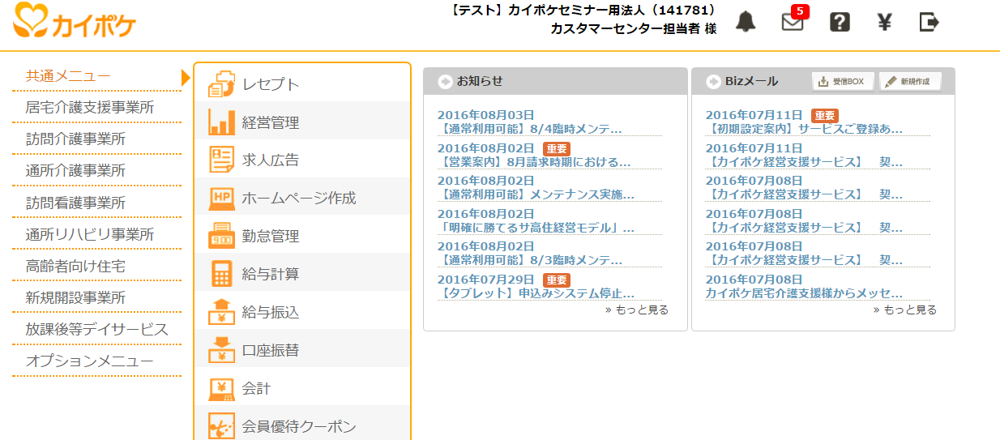 カイポケ
【テスト】カイポケセミナー用法人（141781）
カスタマーセンター担当者 様
5
?
¥
共通メニュー
居宅介護支援事業所
訪問介護事業所
通所介護事業所
訪問看護事業所
通所リハビリ事業所
高齢者向け住宅
新規開設事業所
放課後等デイサービス
オプションメニュー
レセプト
経営管理
求人広告
HP
ホームページ作成
9:00
勤怠管理
給与計算
¥
給与振込
¥
口座振替
¥
会計
会員優待クーポン
お知らせ
2016年08月03日
【通常利用可能】8/4臨時メンテ...
2016年08月02日 重要
【営業案内】8月請求時期における...
2016年08月02日
【通常利用可能】メンテナンス実施...
2016年08月02日
「明確に勝てるサ高住経営モデル」...
2016年08月02日
【通常利用可能】8/3臨時メンテ...
2016年07月29日 重要
【タブレット】申込みシステム停止...
» もっと見る
Bizメール
受信BOX
新規作成
2016年07月11日 重要
【初期設定案内】サービスご登録あ...
2016年07月11日
【カイポケ経営支援サービス】　契...
2016年07月08日
【カイポケ経営支援サービス】　契...
2016年07月08日
【カイポケ経営支援サービス】　契...
2016年07月08日
【カイポケ経営支援サービス】　契...
2016年07月08日
カイポケ居宅介護支援様からメッセ...
» もっと見る